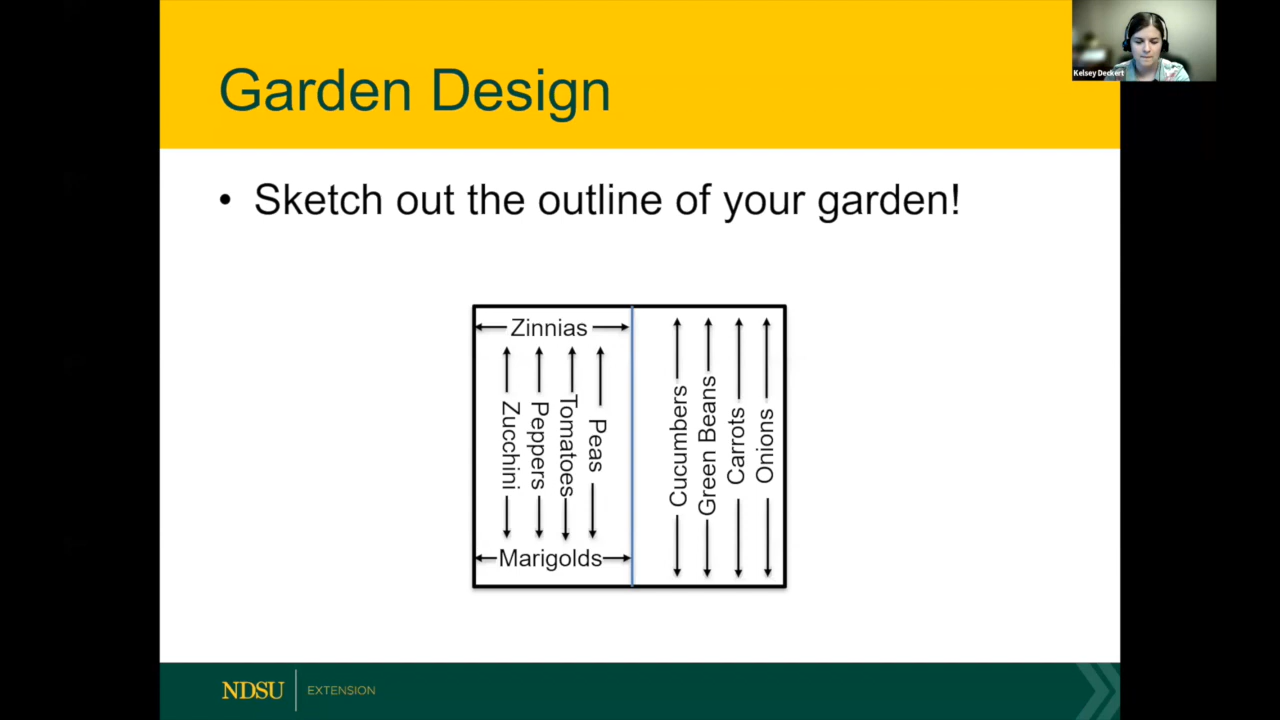 Garden Design
Kelsey Deckert
• Sketch out the outline of your garden!
Zinnias
Zucchini
Peppers
Tomatoes
Peas
Marigolds
Cucumbers
Green Beans
Carrots
Onions
NDSU
EXTENSION